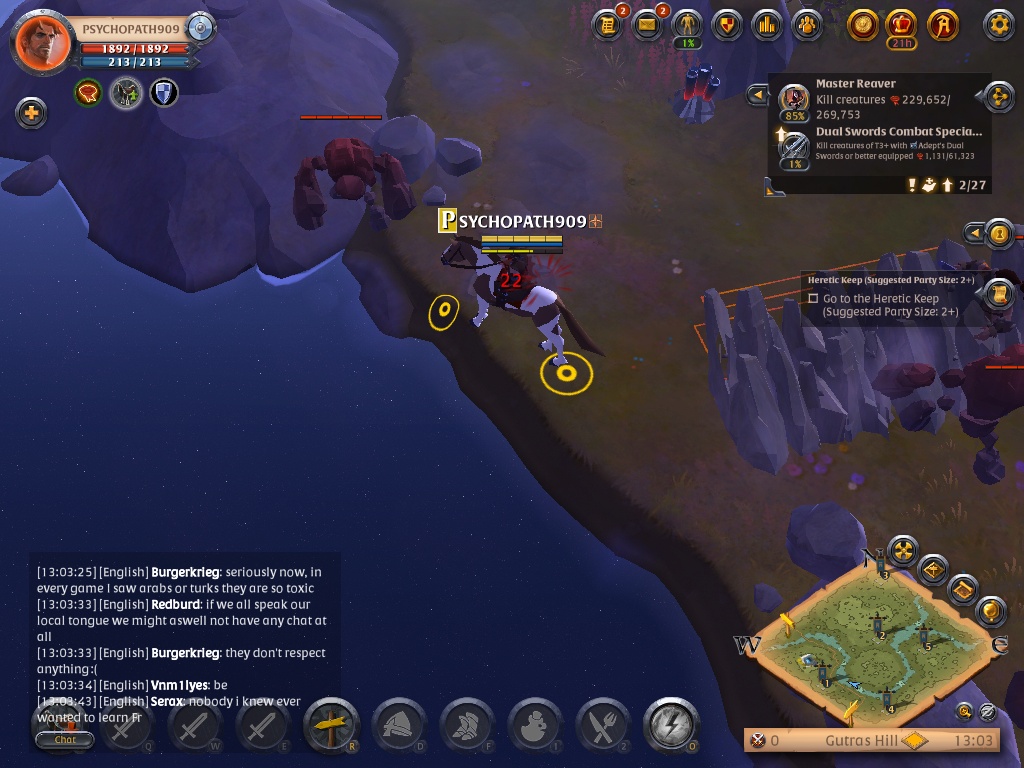 PSYCHOPATH909
1892 / 1892
213 / 213
2
2
1%
21h
Master Reaver
Kill creatures 229,652/
269,753
85%
Dual Swords Combat Specia...
Kill creatures of T3+ with Adept's Dual
Swords or better equipped 1,131/61,323
1%
2/27
PSYCHOPATH909
22
Heretic Keep (Suggested Party Size: 2+)
Go to the Heretic Keep
(Suggested Party Size: 2+)
[13:03:25] [English] Burgerkrieg: seriously now, in
every game I saw arabs or turks they are so toxic
[13:03:33] [English] Redburd: if we all speak our
local tongue we might aswell not have any chat at
all
[13:03:33] [English] Burgerkrieg: they don't respect
anything:(
[13:03:34] [English] Vnm1lyes: be
[13:03:43] [English] Serax: nobody i knew ever
wanted to learn Fr
Chat
Q
W
E
R
D
F
1
2
O
N
W
E
3
2
5
1
4
0
Gutras Hill
13:03